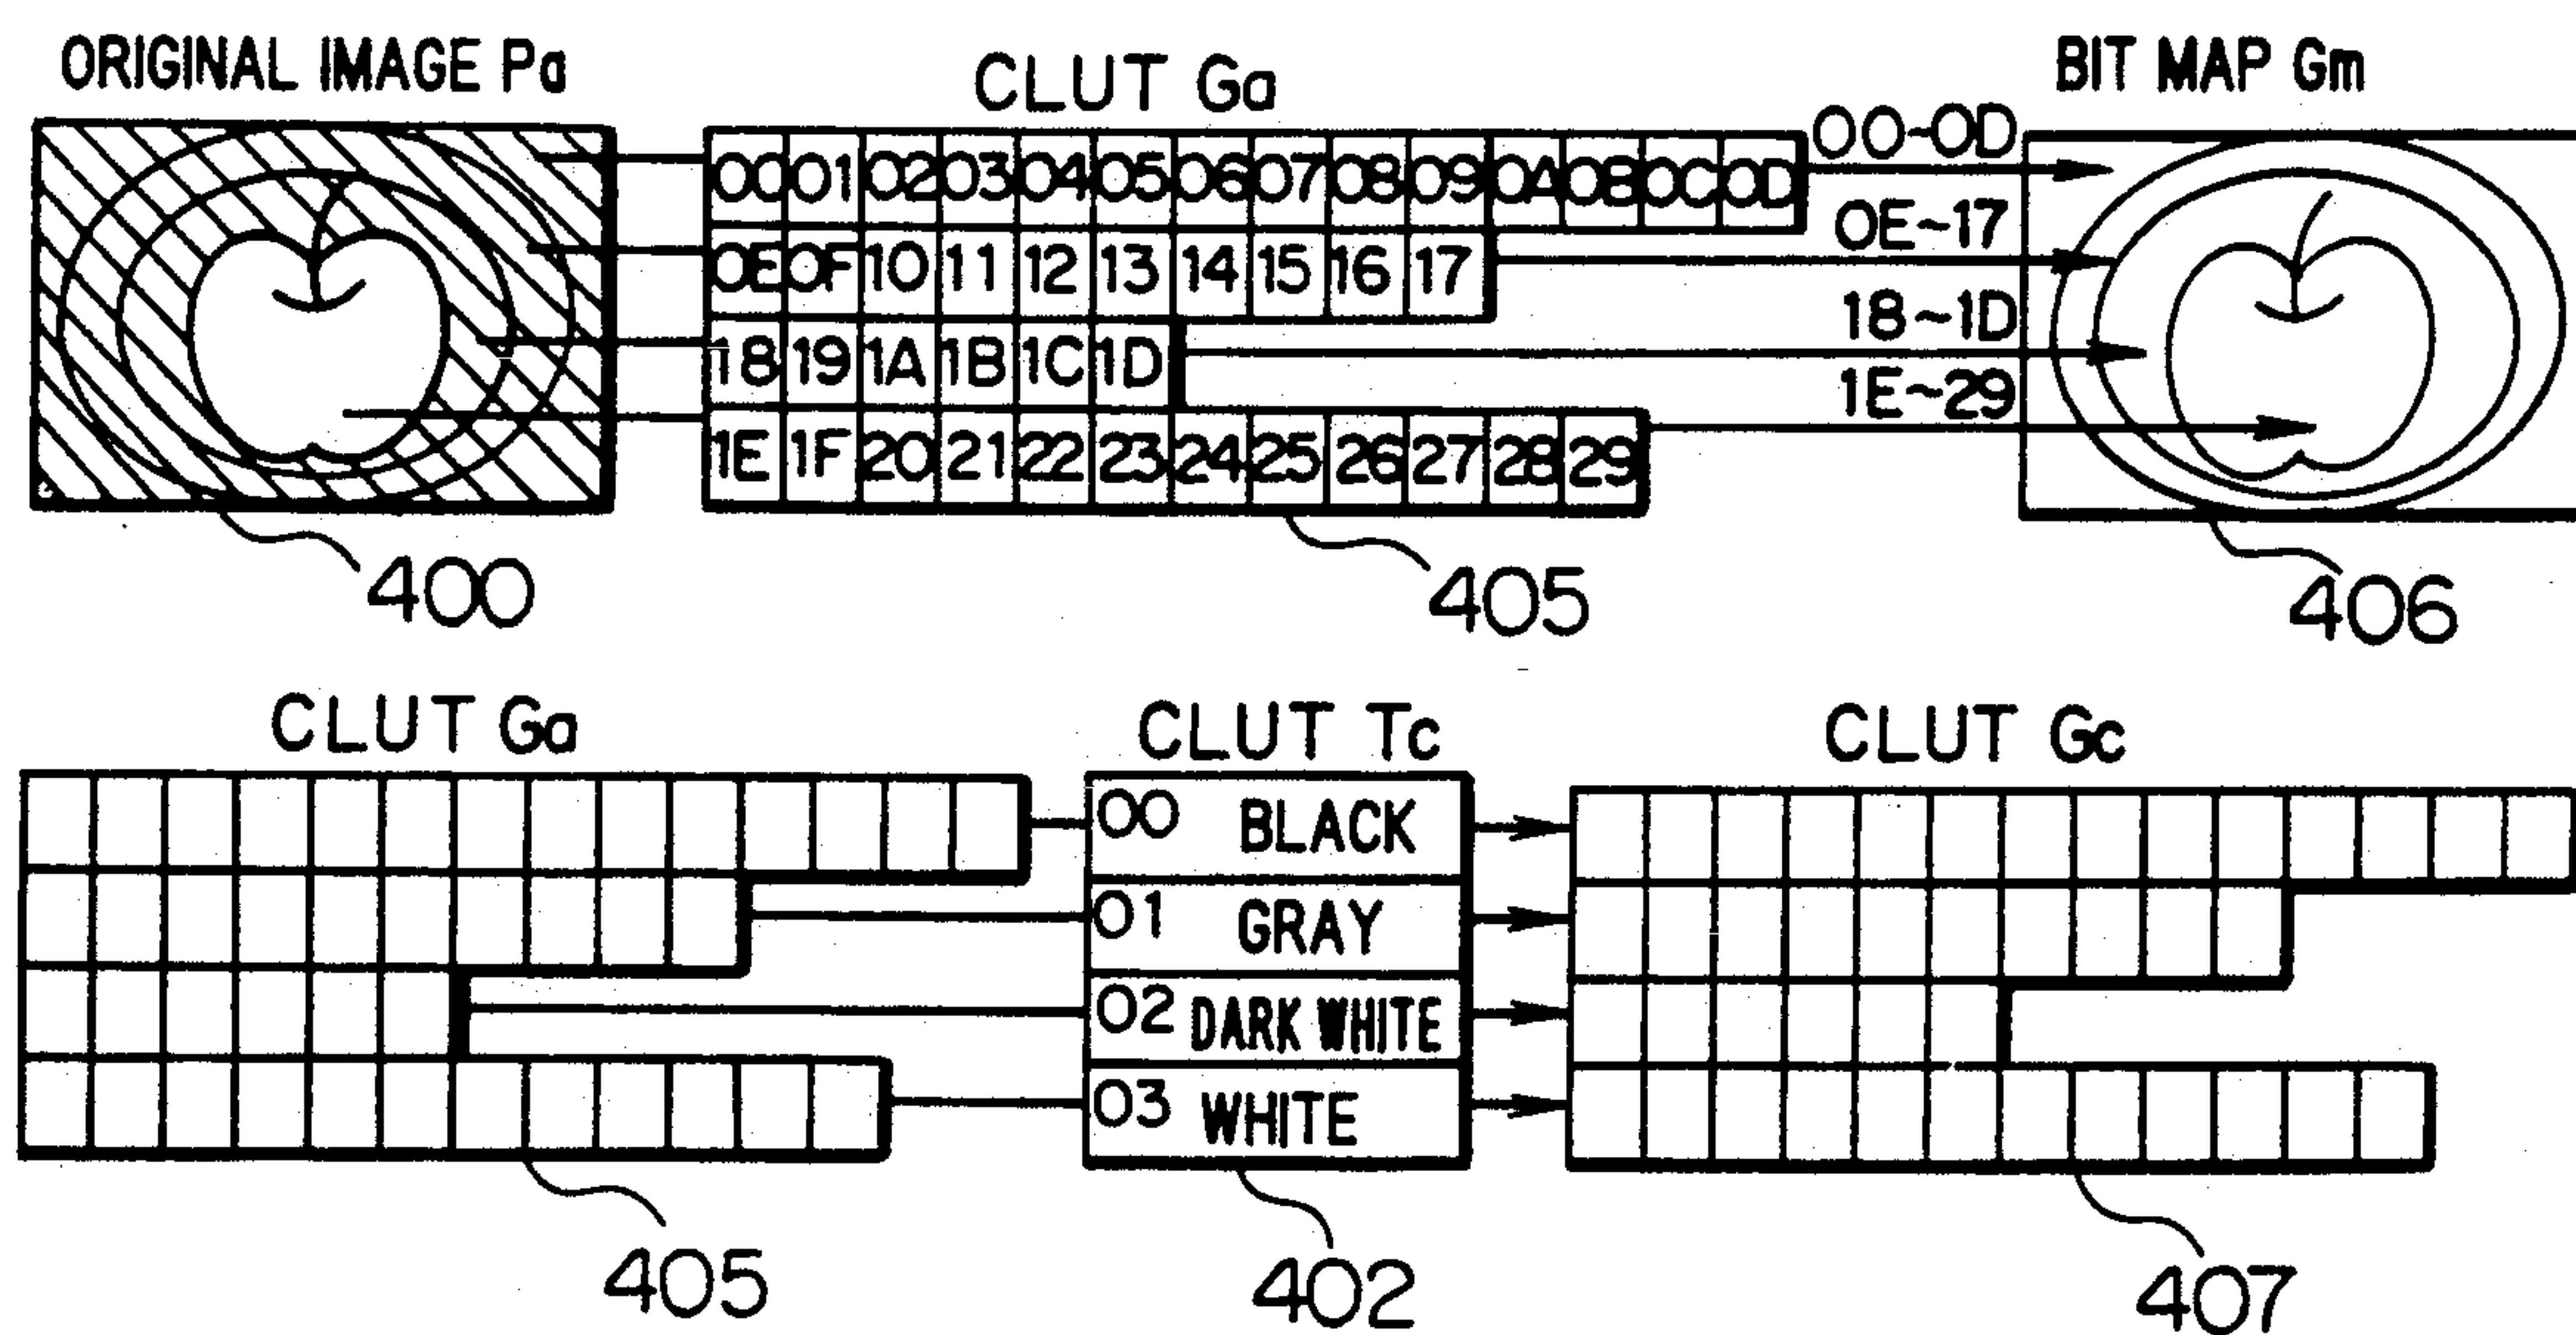 ORIGINAL IMAGE Pa
CLUT Ga
BIT MAP Gm
00 01 02 03 04 05 06 07 08 09 0A 0B 0C 0D
00~0D
0E 0F 10 11 12 13 14 15 16 17
0E~17
18 19 1A 1B 1C 1D
18~1D
1E 1F 20 21 22 23 24 25 26 27 28 29
1E~29
400
405
406
CLUT Ga
CLUT Tc
CLUT Gc
00 BLACK
01 GRAY
02 DARK WHITE
03 WHITE
405
402
407